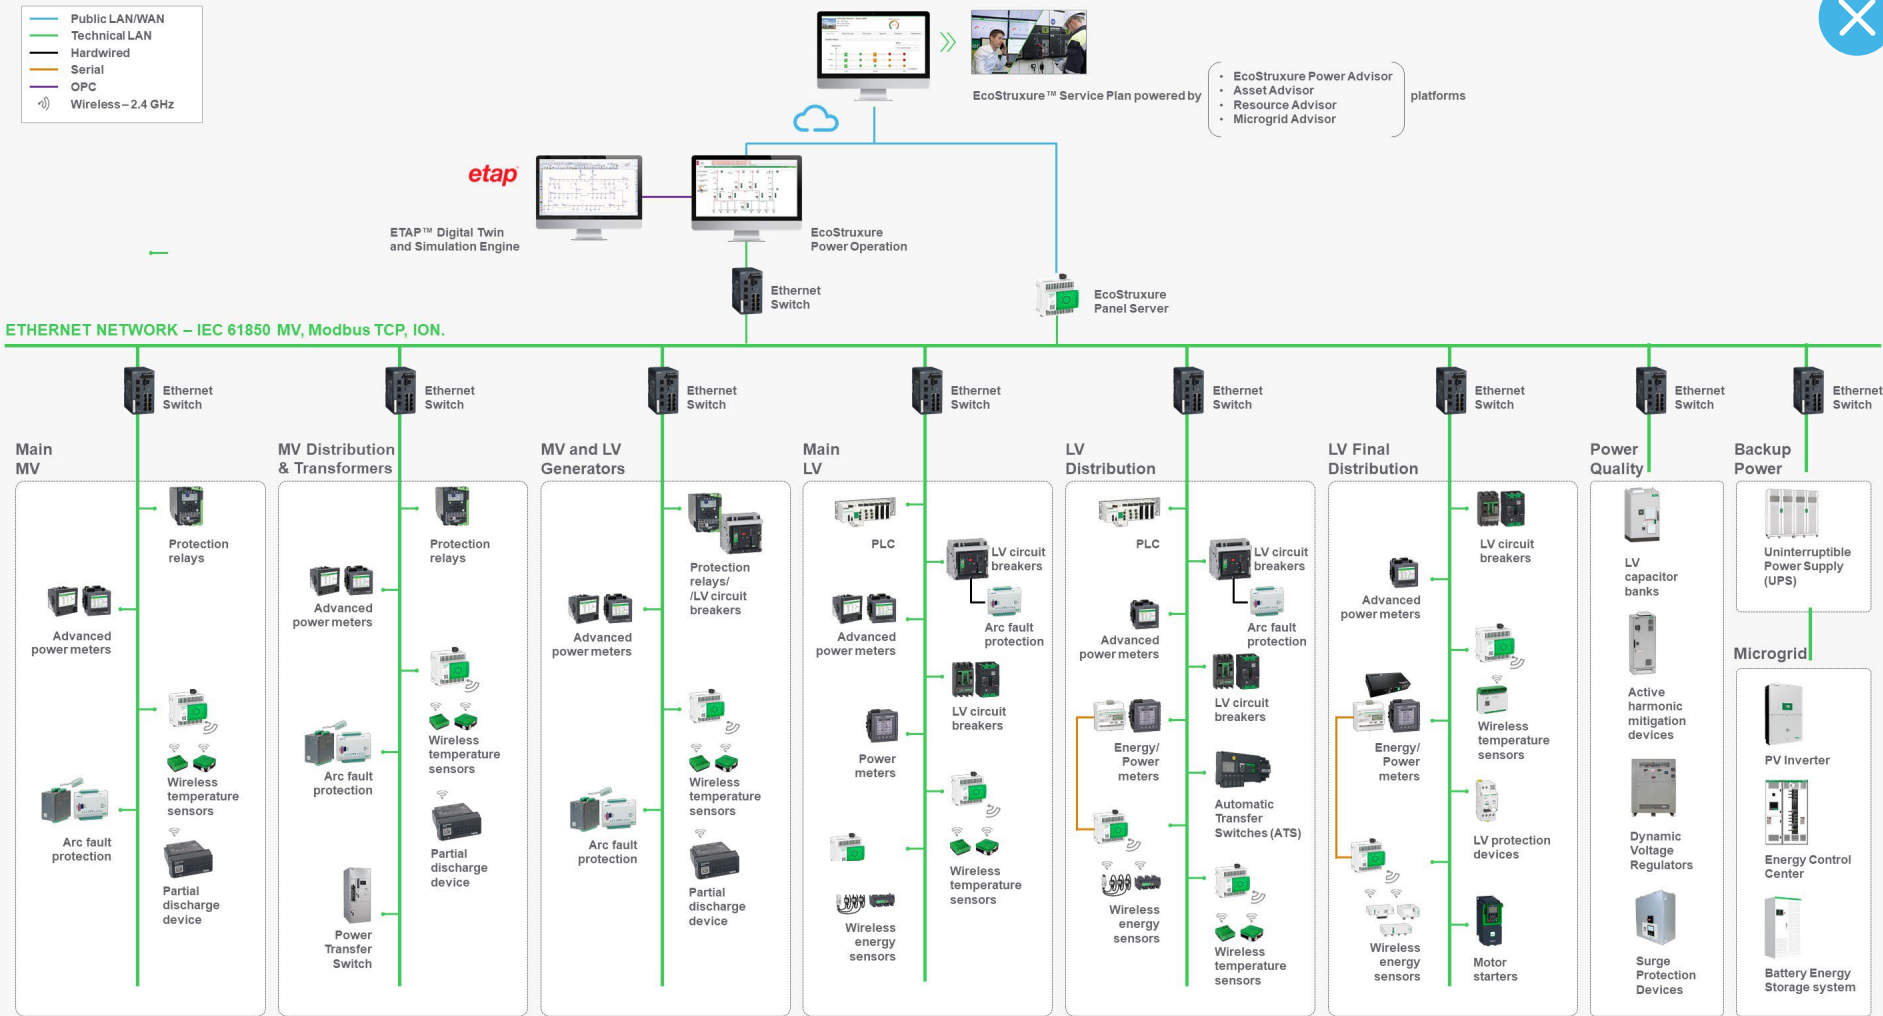 Public LAN/WAN
Technical LAN
Hardwired
Serial
OPC
Wireless – 2.4 GHz
EcoStruxure™ Service Plan powered by
• EcoStruxure Power Advisor
• Asset Advisor
• Resource Advisor
• Microgrid Advisor
platforms
etap
ETAP™ Digital Twin
and Simulation Engine
EcoStruxure
Power Operation
Ethernet
Switch
EcoStruxure
Panel Server
ETHERNET NETWORK – IEC 61850 MV, Modbus TCP, ION.
Ethernet
Switch
Ethernet
Switch
Ethernet
Switch
Ethernet
Switch
Ethernet
Switch
Ethernet
Switch
Ethernet
Switch
Ethernet
Switch
Main
MV
Protection
relays
Advanced
power meters
Wireless
temperature
sensors
Arc fault
protection
Partial
discharge
device
MV Distribution
& Transformers
Protection
relays
Advanced
power meters
Wireless
temperature
sensors
Arc fault
protection
Partial
discharge
device
Power
Transfer
Switch
MV and LV
Generators
Protection
relays/
/LV circuit
breakers
Advanced
power meters
Wireless
temperature
sensors
Arc fault
protection
Partial
discharge
device
Main
LV
PLC
LV circuit
breakers
Arc fault
protection
Advanced
power meters
LV circuit
breakers
Power
meters
Wireless
temperature
sensors
Wireless
energy
sensors
LV
Distribution
PLC
LV circuit
breakers
Arc fault
protection
Advanced
power meters
LV circuit
breakers
Energy/
Power
meters
Automatic
Transfer
Switches (ATS)
Wireless
energy
sensors
Wireless
temperature
sensors
LV Final
Distribution
LV circuit
breakers
Advanced
power meters
Wireless
temperature
sensors
Energy/
Power
meters
LV protection
devices
Wireless
energy
sensors
Motor
starters
Power
Quality
LV
capacitor
banks
Active
harmonic
mitigation
devices
Dynamic
Voltage
Regulators
Surge
Protection
Devices
Backup
Power
Uninterruptible
Power Supply
(UPS)
Microgrid
PV Inverter
Energy Control
Center
Battery Energy
Storage system